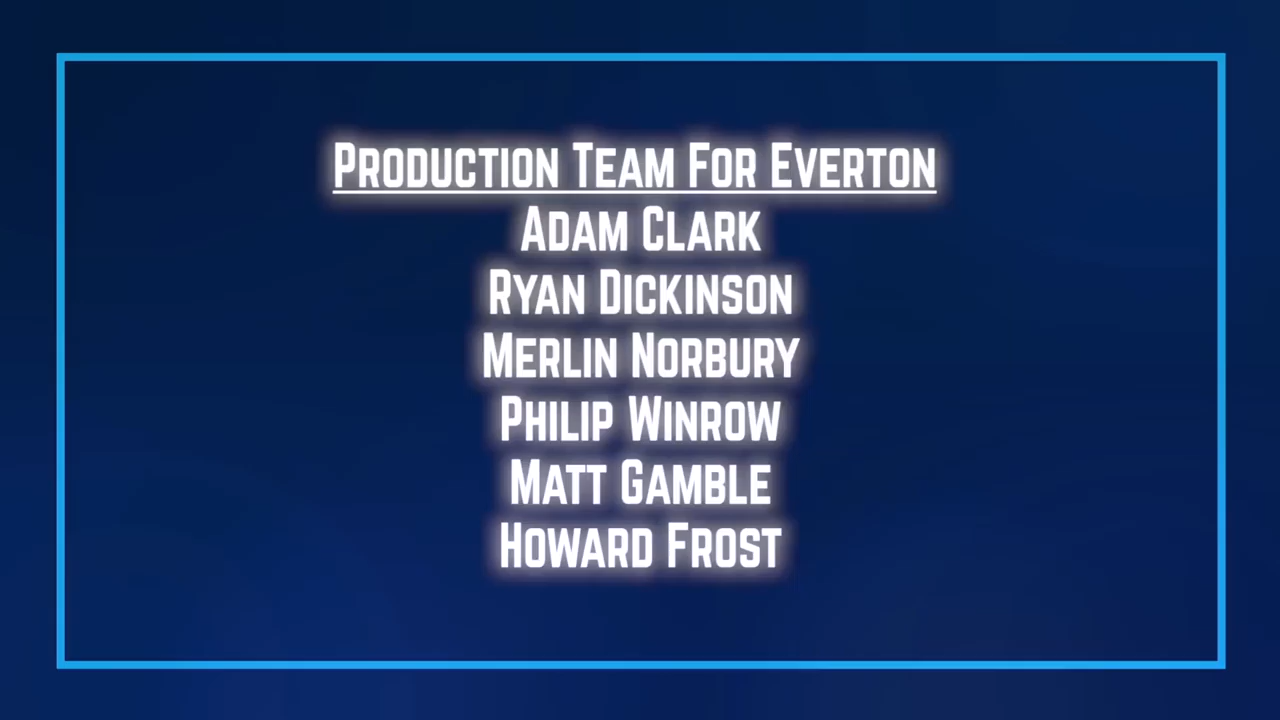 Production Team For Everton
Adam Clark
Ryan Dickinson
Merlin Norbury
Philip Winrow
Matt Gamble
Howard Frost